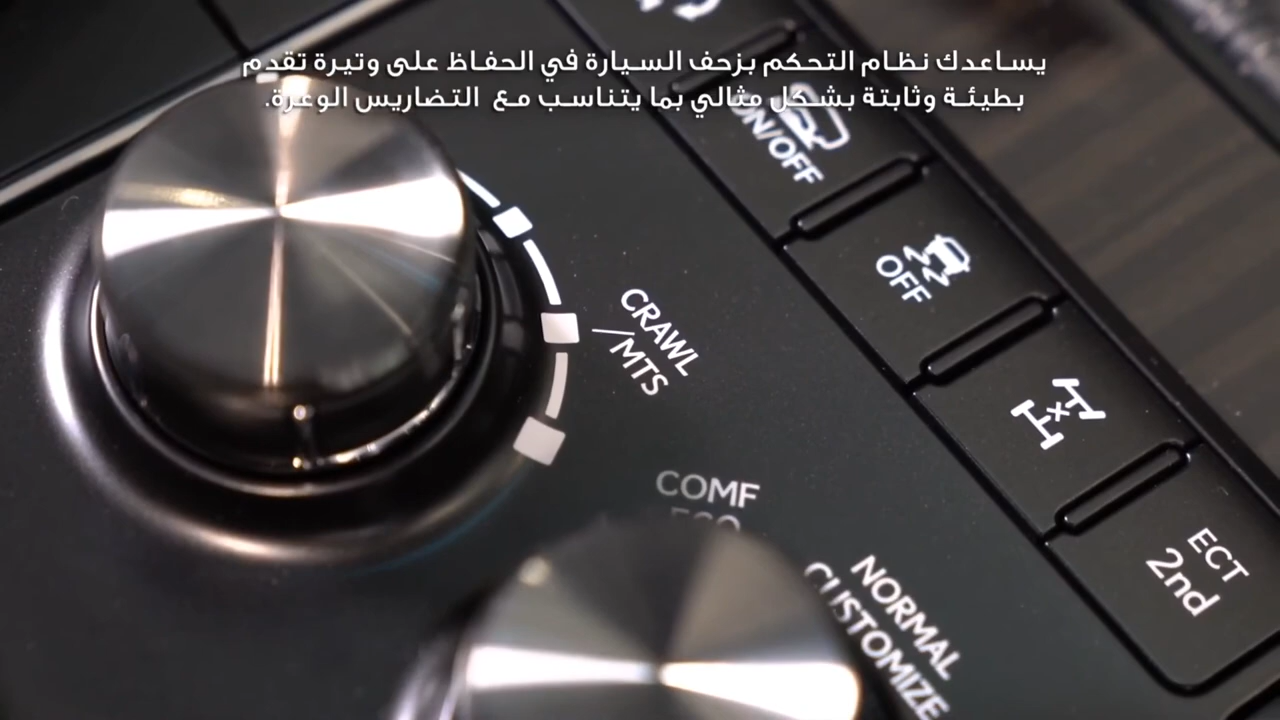 يساعدك نظام التحكم بزحف السيارة في الحفاظ على وتيرة تقدم
بطيئة وثابتة بشكل مثالي بما يتناسب مع التضاريس الوعرة.
ON/OFF
OFF
CRAWL
/MTS
COMF
ECO
NORMAL
CUSTOMIZE
ECT
2nd